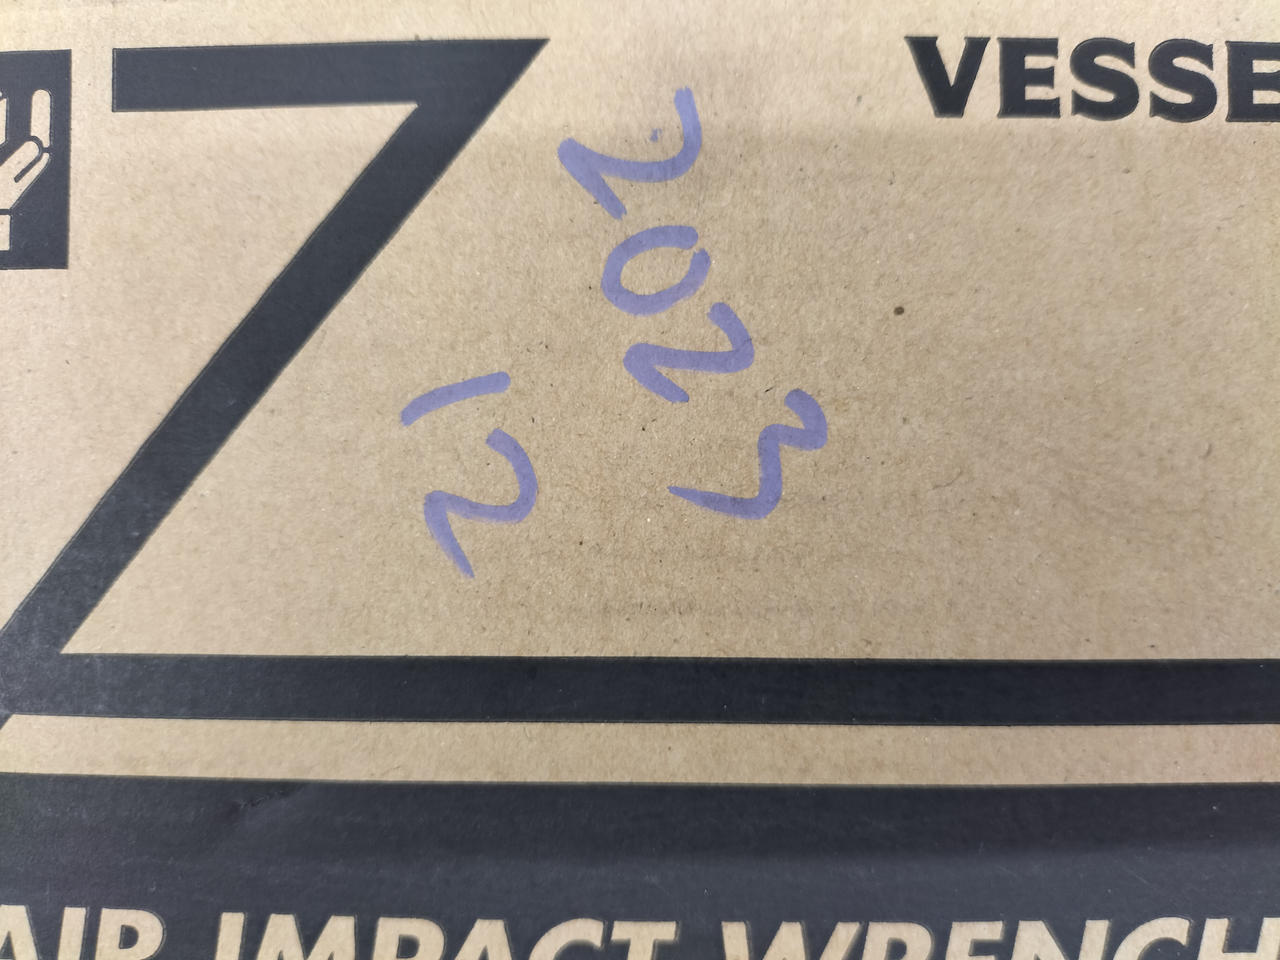 VESSE
2023
12
AIR IMPACT WRENCH